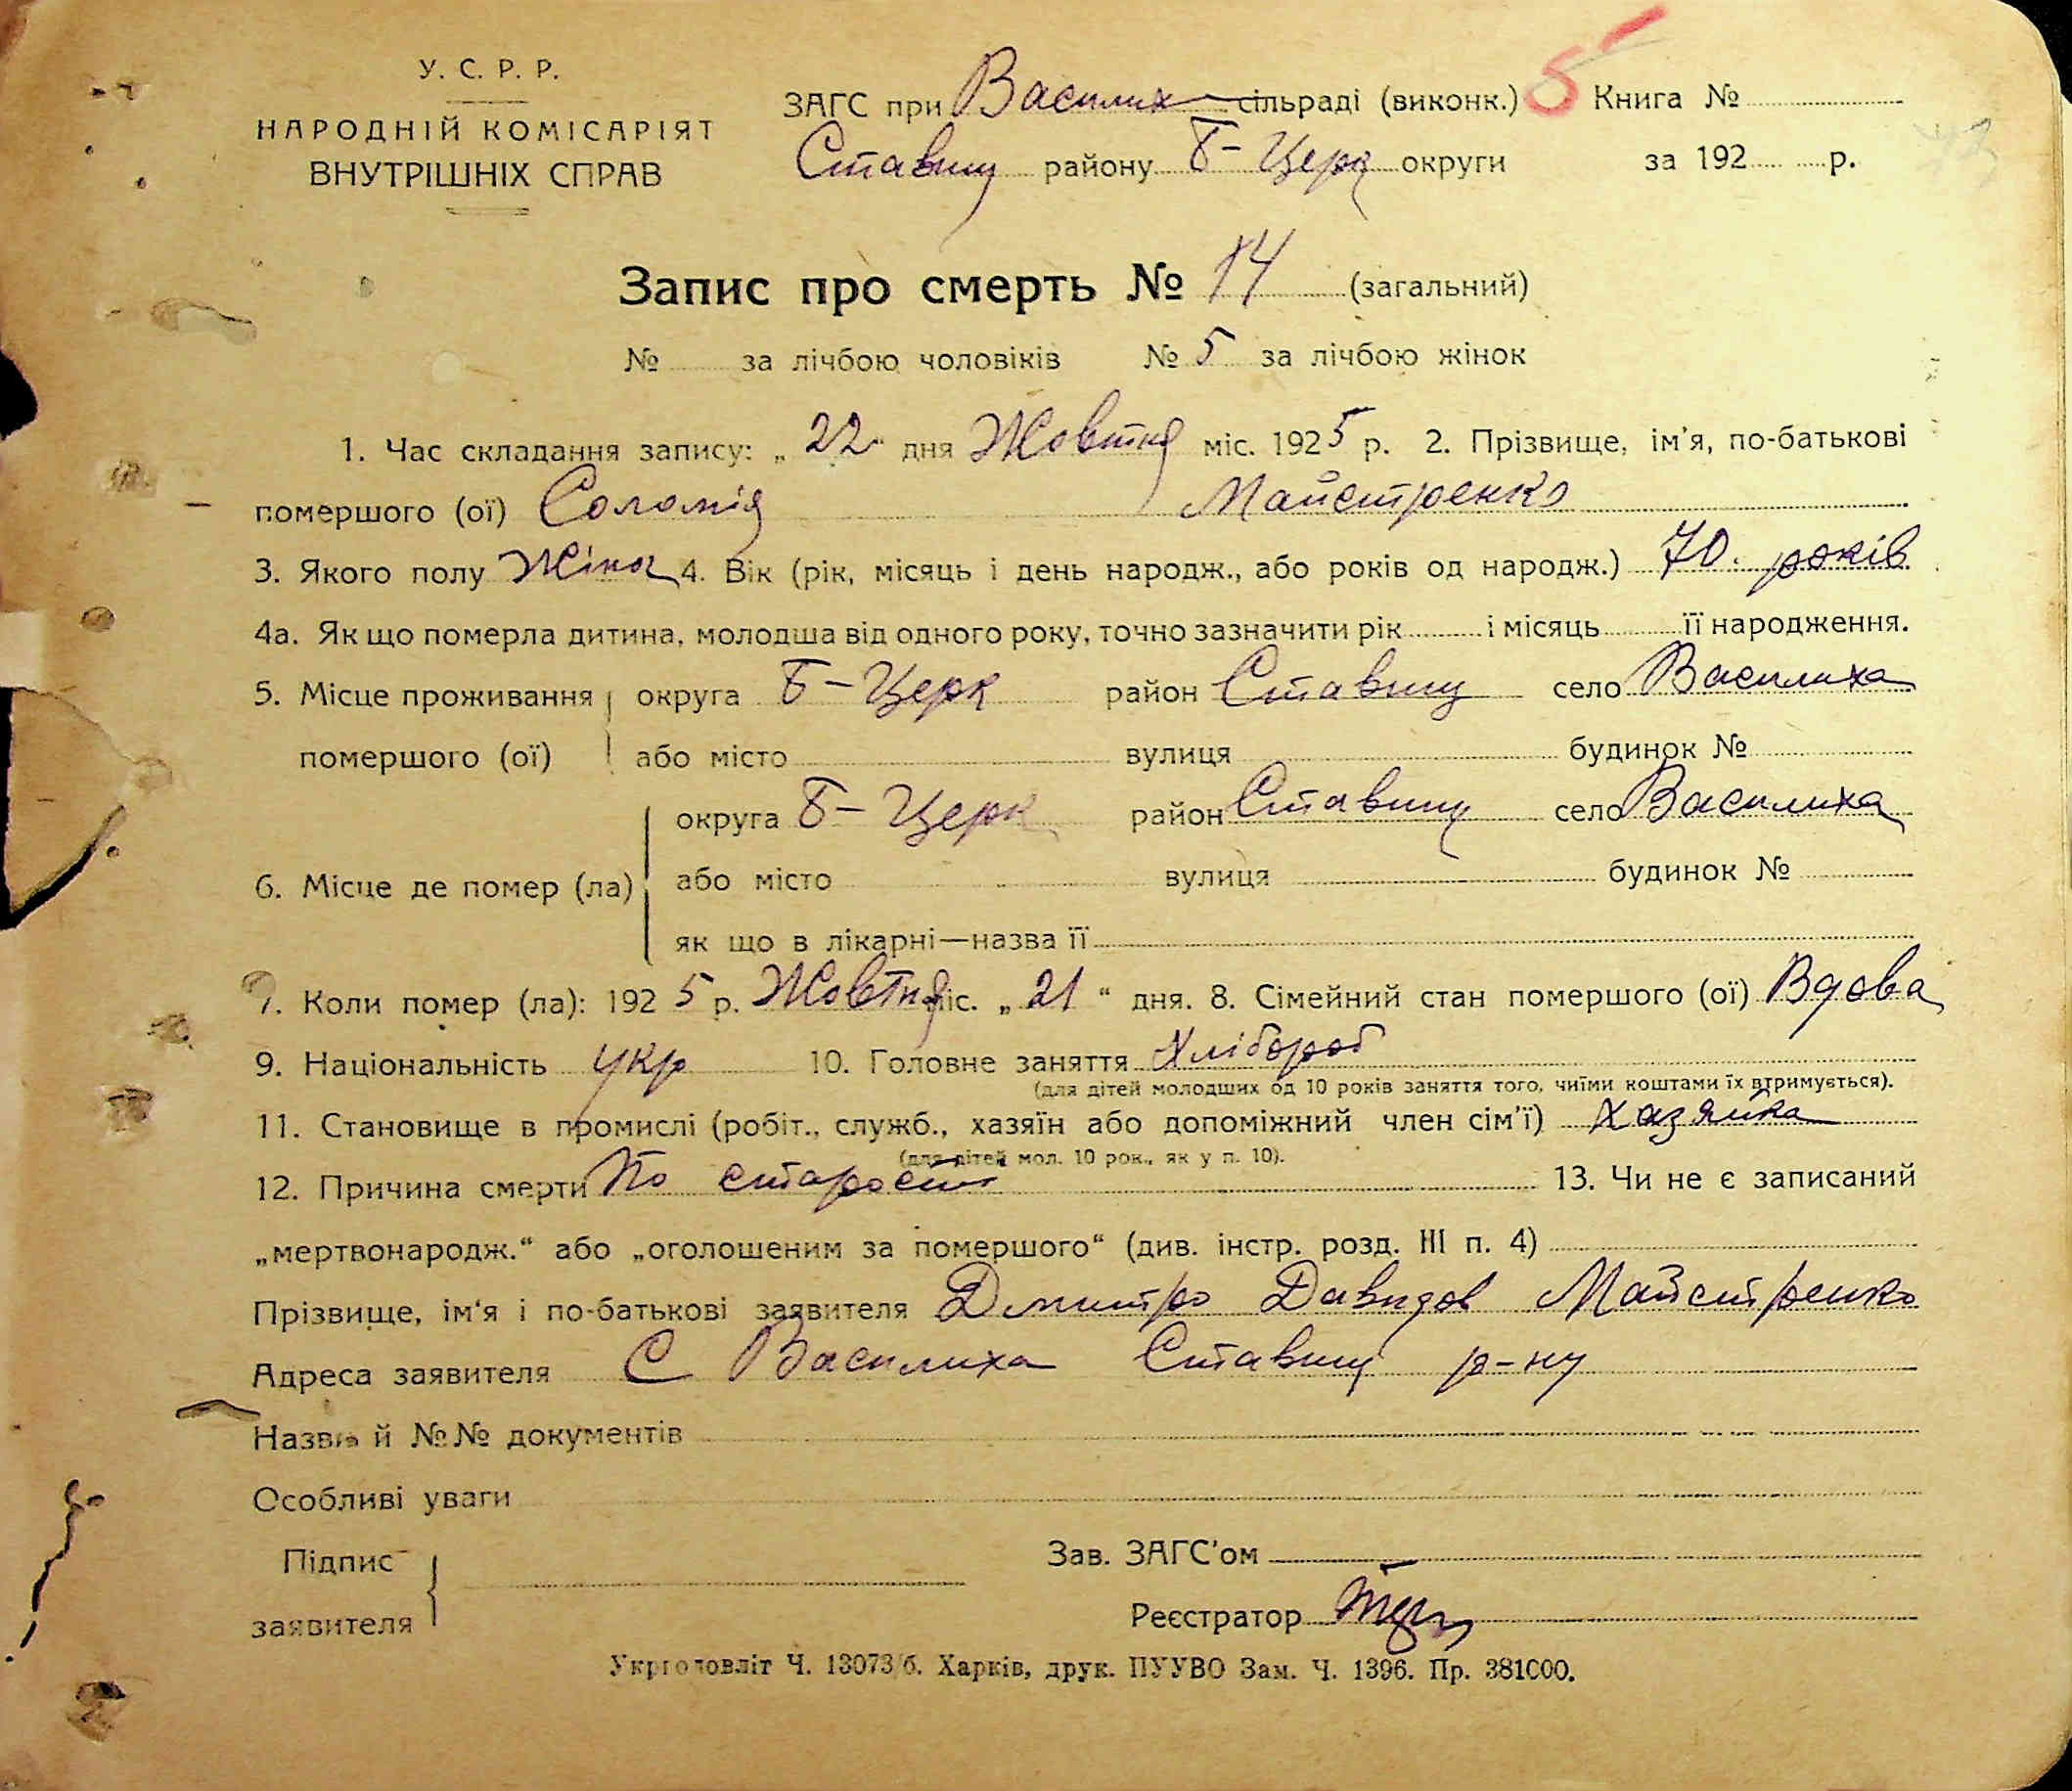 У. С. Р. Р.
НАРОДНІЙ КОМІСАРІЯТ
ВНУТРІШНІХ СПРАВ
ЗАГС при Василих сільраді (виконк.) 5 Книга №
Ставищ району Б-Церк округи за 192 р.
Запис про смерть № 14 (загальний)
№ за лічбою чоловіків № 5 за лічбою жінок
1. Час складання запису: „ 22 “ дня Жовтня міс. 1925 р. 2. Прізвище, ім'я, по-батькові
помершого (ої) Соломія Майстренко
3. Якого полу Жіноч 4. Вік (рік, місяць і день народж., або років од народж.) 70. років
4а. Як що померла дитина, молодша від одного року, точно зазначити рік і місяць її народження.
5. Місце проживання округа Б-Церк район Ставищ село Василиха
помершого (ої) або місто вулиця будинок №
округа Б-Церк район Ставищ село Василиха
6. Місце де помер (ла) або місто вулиця будинок №
як що в лікарні—назва її
7. Коли помер (ла): 1925 р. Жовтня міс. „ 21 “ дня. 8. Сімейний стан помершого (ої) Вдова
9. Національність укр 10. Головне заняття Хлібороб
(для дітей молодших од 10 років заняття того, чиїми коштами їх втримується).
11. Становище в промислі (робіт., служб., хазяїн або допоміжний член сім'ї) хазяйка
(для дітей мол. 10 рок., як у п. 10).
12. Причина смерти По старости 13. Чи не є записаний
„мертвонародж.“ або „оголошеним за помершого“ (див. інстр. розд. III п. 4)
Прізвище, ім'я і по-батькові заявителя Дмитро Давидов Майстренко
Адреса заявителя С Василиха Ставищ р-ну
Назви й №№ документів
Особливі уваги
Підпис
заявителя
Зав. ЗАГС'ом
Реєстратор
Укрголовліт Ч. 13073/б. Харків, друк. ПУУВО Зам. Ч. 1396. Пр. 381000.